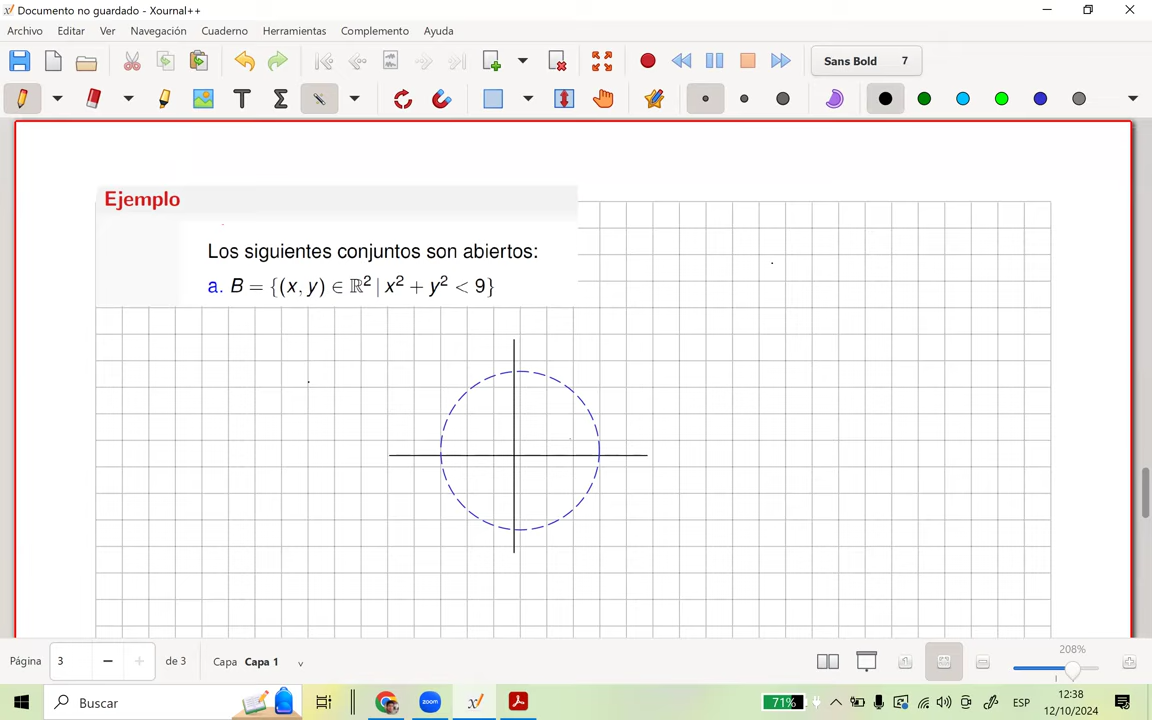 Documento no guardado - Xournal++
Archivo Editar Ver Navegación Cuaderno Herramientas Complemento Ayuda
Sans Bold 7
Ejemplo
Los siguientes conjuntos son abiertos:
a. B = {(x, y) ∈ ℝ² | x² + y² < 9}
Página 3 de 3 Capa Capa 1 208%
Buscar 71% ESP 12:38
12/10/2024